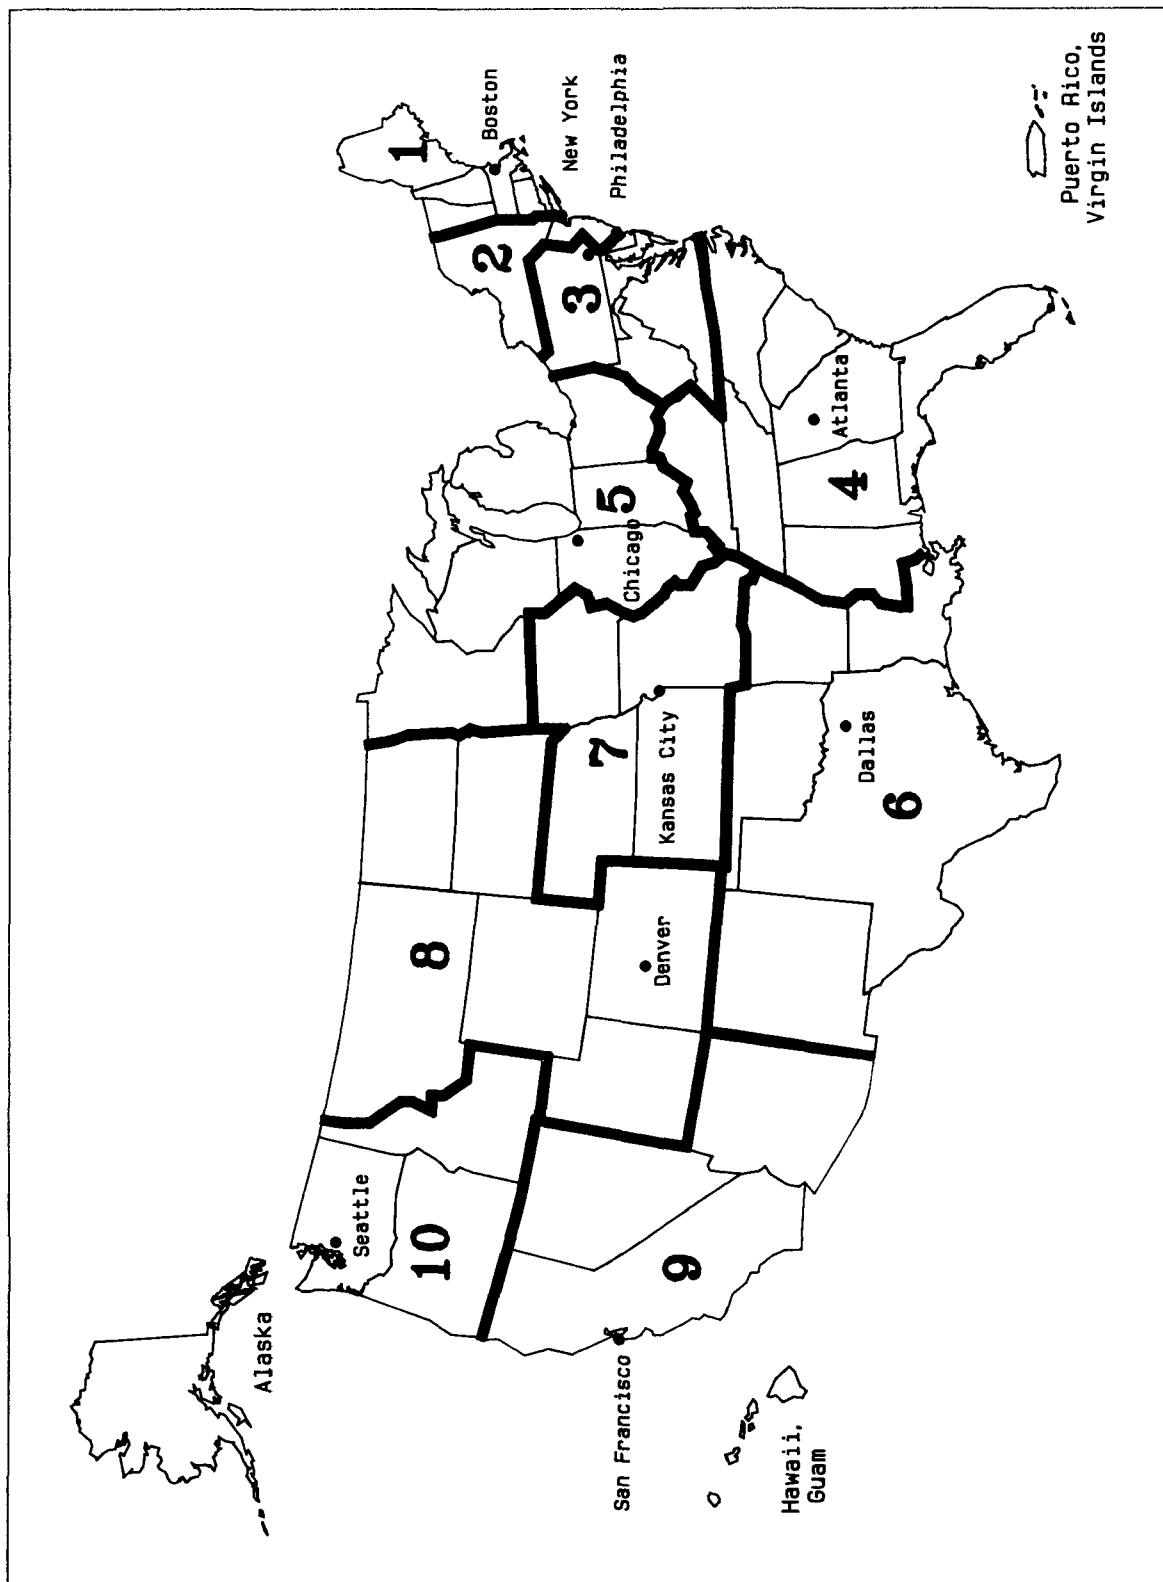 Alaska
Seattle
10
8
1
Boston
2
New York
3
Philadelphia
San Francisco
9
Denver
7
Kansas City
Chicago
5
Hawaii,
Guam
Dallas
6
4
Atlanta
Puerto Rico,
Virgin Islands